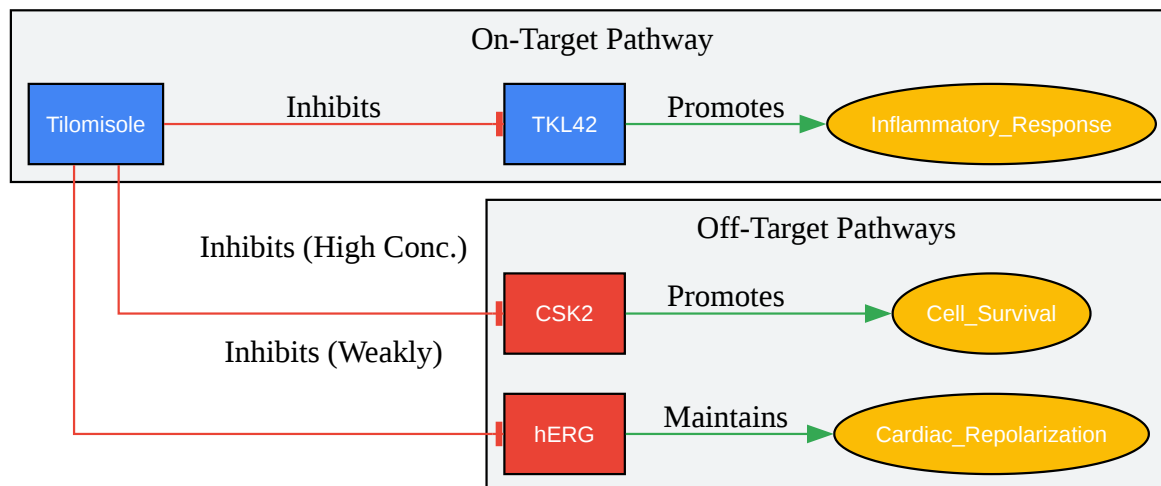 On-Target Pathway
Tilomisole
Inhibits
TKL42
Promotes
Inflammatory_Response
Off-Target Pathways
Inhibits (High Conc.)
CSK2
Promotes
Cell_Survival
Inhibits (Weakly)
hERG
Maintains
Cardiac_Repolarization